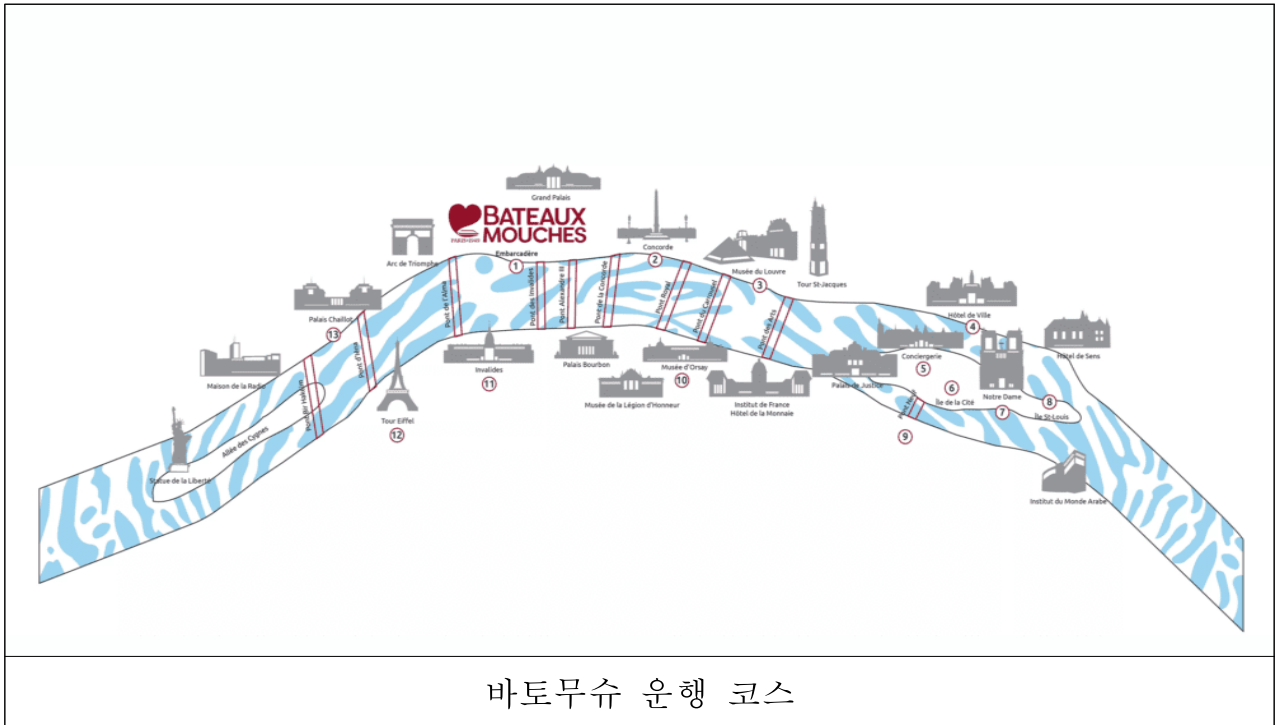 Grand Palais
BATEAUX
MOUCHES
Embarcadère
Arc de Triomphe
Concorde
Musée du Louvre
Tour St-Jacques
Palais Chaillot
Hôtel de Ville
Hôtel de Sens
Maison de la Radio
Statue de la Liberté
Allée des Cygnes
Pont d'Iéna
Pont de l'Alma
Pont des Invalides
Pont Alexandre III
Pont de la Concorde
Pont Royal
Pont du Carrousel
Pont des Arts
Pont Neuf
Tour Eiffel
Invalides
Palais Bourbon
Musée de la Légion d'Honneur
Musée d'Orsay
Institut de France
Hôtel de la Monnaie
Palais de Justice
Conciergerie
Île de la Cité
Notre Dame
Île St-Louis
Institut du Monde Arabe
1
2
3
4
5
6
7
8
9
10
11
12
13
바토무슈 운행 코스